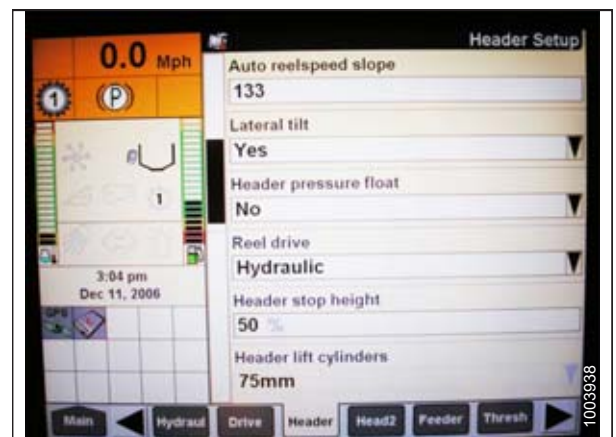 Header Setup
0.0 Mph
1
(P)
1
3:04 pm
Dec 11, 2006
GPS
Auto reelspeed slope
133
Lateral tilt
Yes
Header pressure float
No
Reel drive
Hydraulic
Header stop height
50 %
Header lift cylinders
75mm
Main
Hydraul
Drive
Header
Head2
Feeder
Thresh
1003938